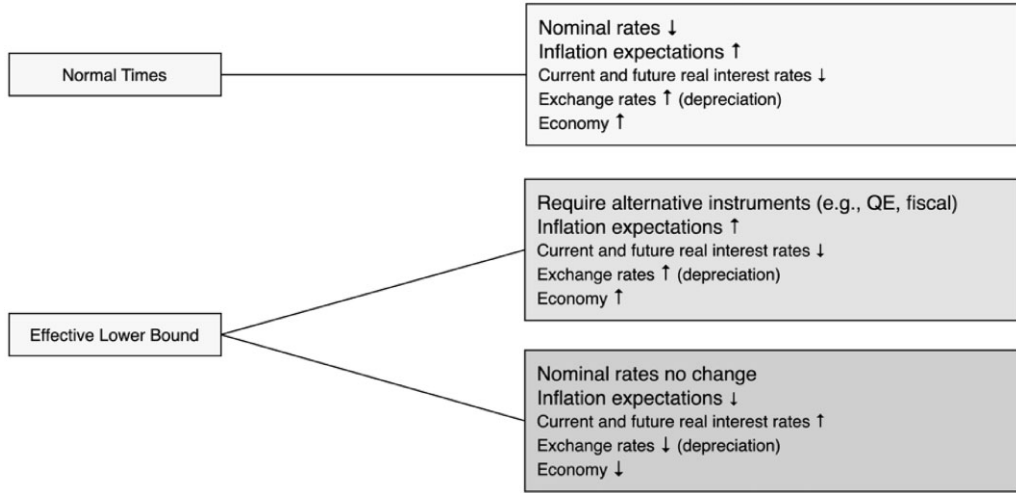 Normal Times
Nominal rates ↓
Inflation expectations ↑
Current and future real interest rates ↓
Exchange rates ↑ (depreciation)
Economy ↑
Effective Lower Bound
Require alternative instruments (e.g., QE, fiscal)
Inflation expectations ↑
Current and future real interest rates ↓
Exchange rates ↑ (depreciation)
Economy ↑
Nominal rates no change
Inflation expectations ↓
Current and future real interest rates ↑
Exchange rates ↓ (depreciation)
Economy ↓